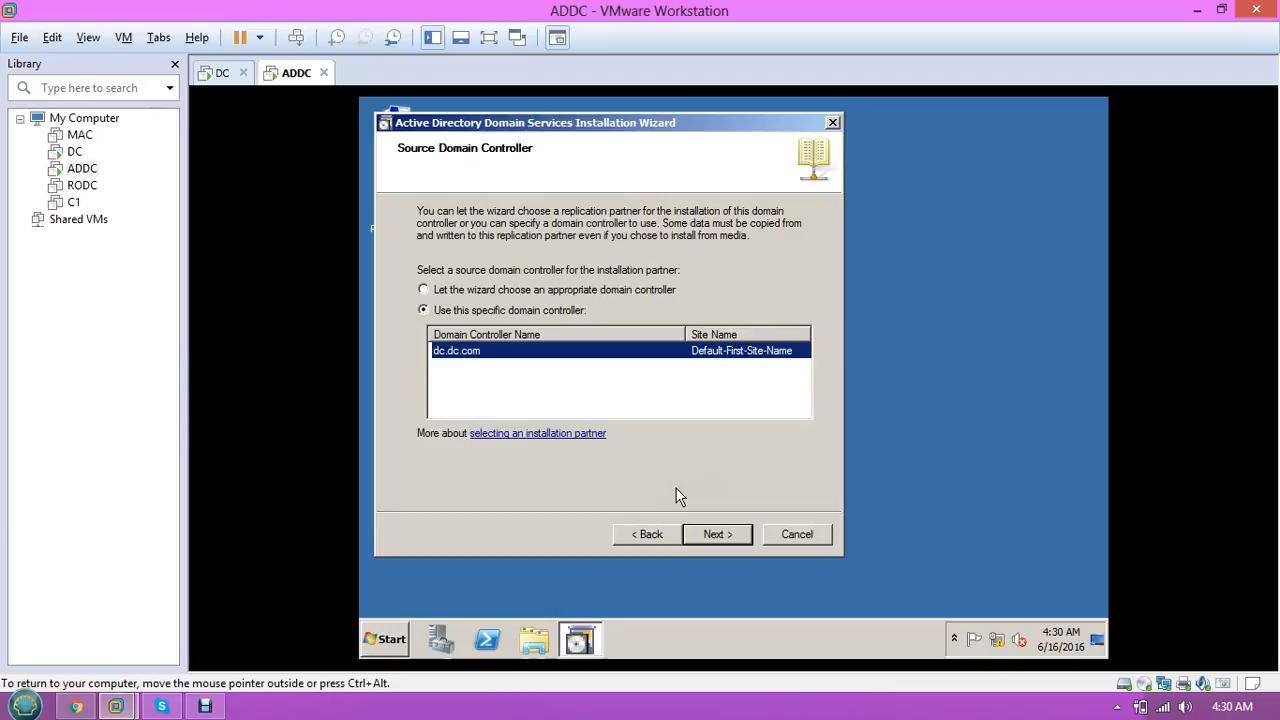 ADDC - VMware Workstation
File Edit View VM Tabs Help
Library
DC
ADDC
Type here to search
My Computer
MAC
DC
ADDC
RODC
C1
Shared VMs
Active Directory Domain Services Installation Wizard
Source Domain Controller
You can let the wizard choose a replication partner for the installation of this domain
controller or you can specify a domain controller to use. Some data must be copied from
and written to this replication partner even if you chose to install from media.
Select a source domain controller for the installation partner:
Let the wizard choose an appropriate domain controller
Use this specific domain controller:
Domain Controller Name Site Name
dc.dc.com Default-First-Site-Name
More about selecting an installation partner
< Back Next > Cancel
Start
4:30 AM
6/16/2016
To return to your computer, move the mouse pointer outside or press Ctrl+Alt.
4:30 AM